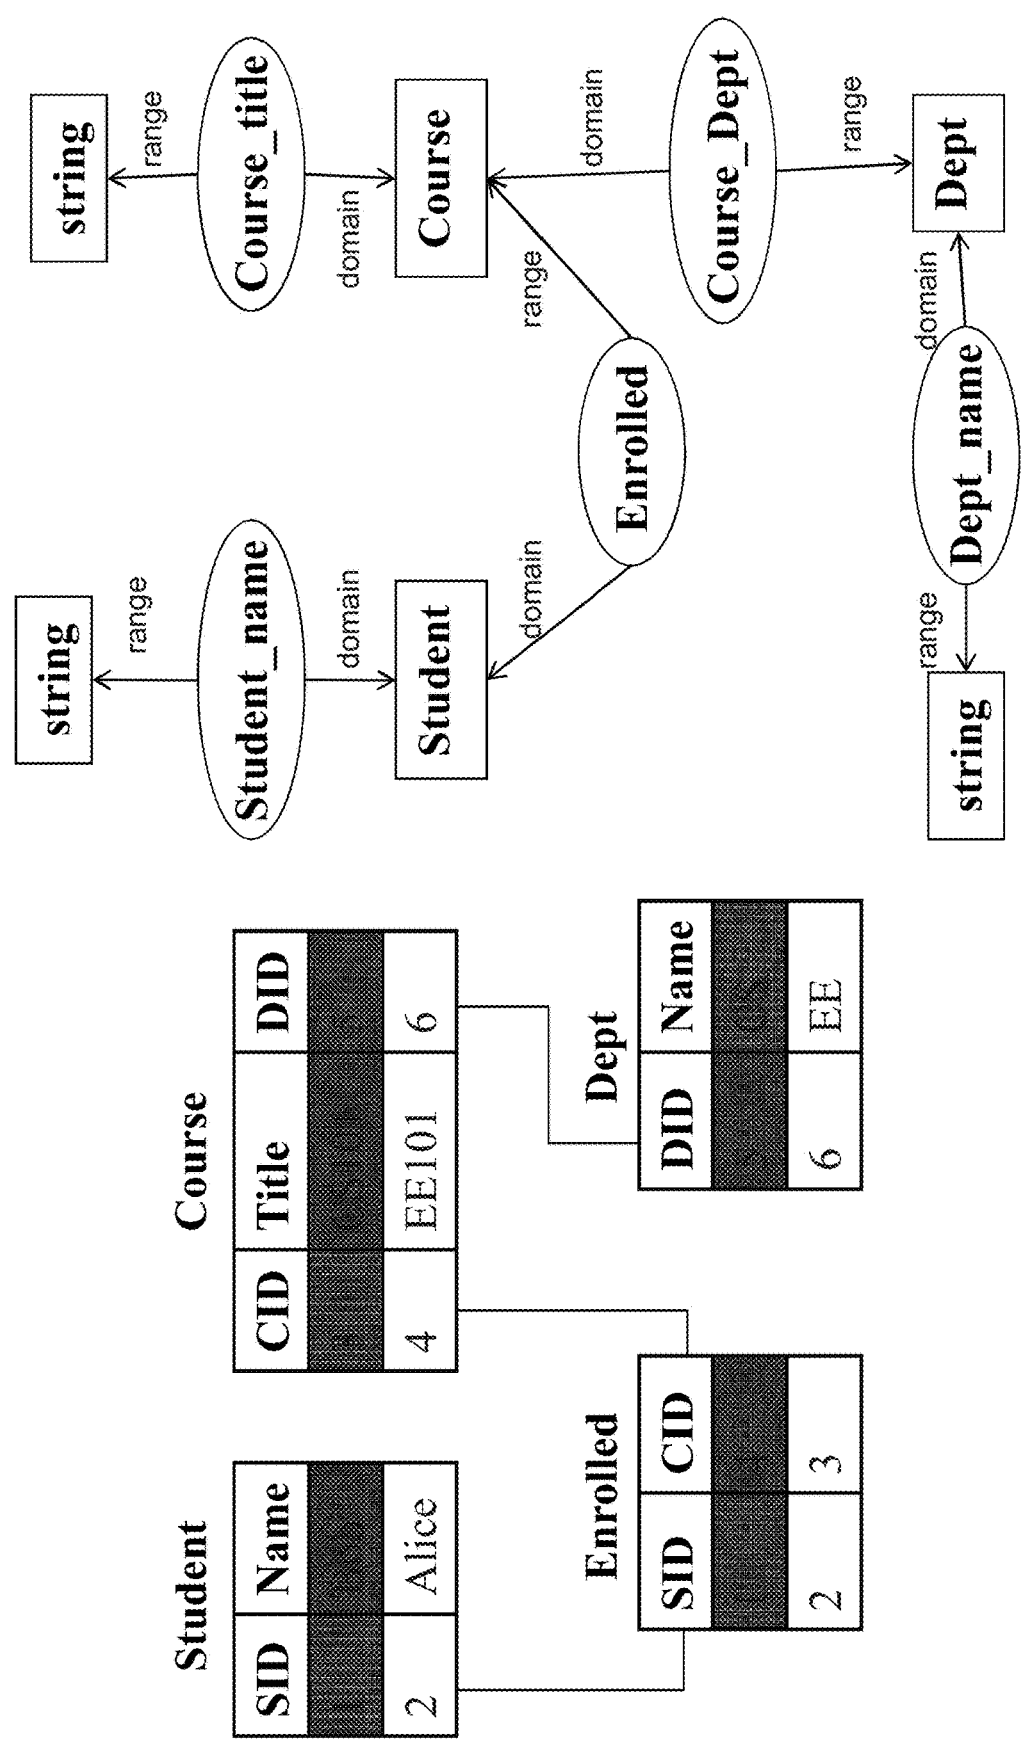 Student
SID Name
2 Alice
Course
CID Title DID
4 EE101 6
Enrolled
SID CID
2 3
Dept
DID Name
6 EE
string
string
range
range
Student_name
Course_title
domain
domain
Student
Course
domain
range
domain
Enrolled
Course_Dept
range
range
domain
string
Dept_name
Dept